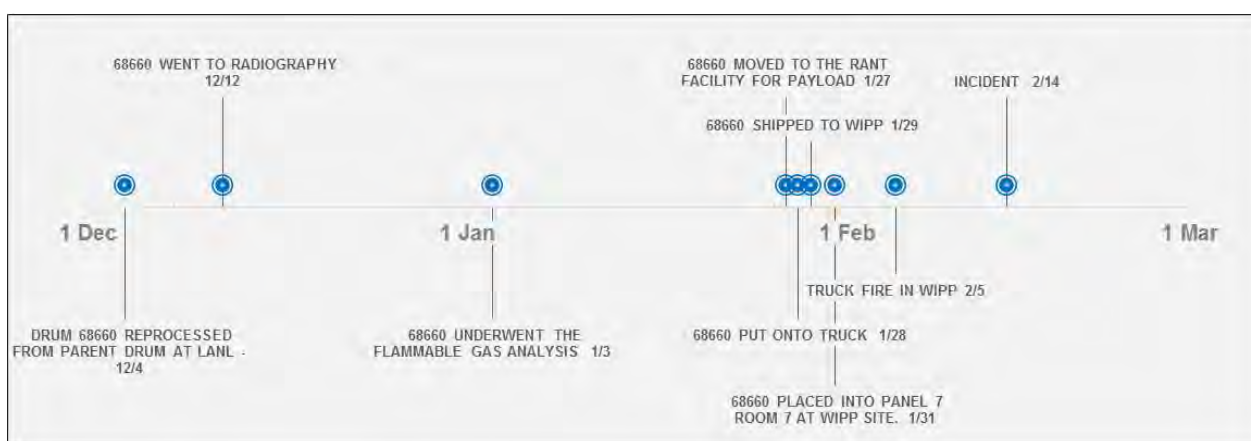 68660 WENT TO RADIOGRAPHY
12/12
68660 MOVED TO THE RANT
FACILITY FOR PAYLOAD 1/27
INCIDENT 2/14
68660 SHIPPED TO WIPP 1/29
1 Dec
1 Jan
1 Feb
1 Mar
TRUCK FIRE IN WIPP 2/5
DRUM 68660 REPROCESSED
FROM PARENT DRUM AT LANL -
12/4
68660 UNDERWENT THE
FLAMMABLE GAS ANALYSIS 1/3
68660 PUT ONTO TRUCK 1/28
68660 PLACED INTO PANEL 7
ROOM 7 AT WIPP SITE. 1/31